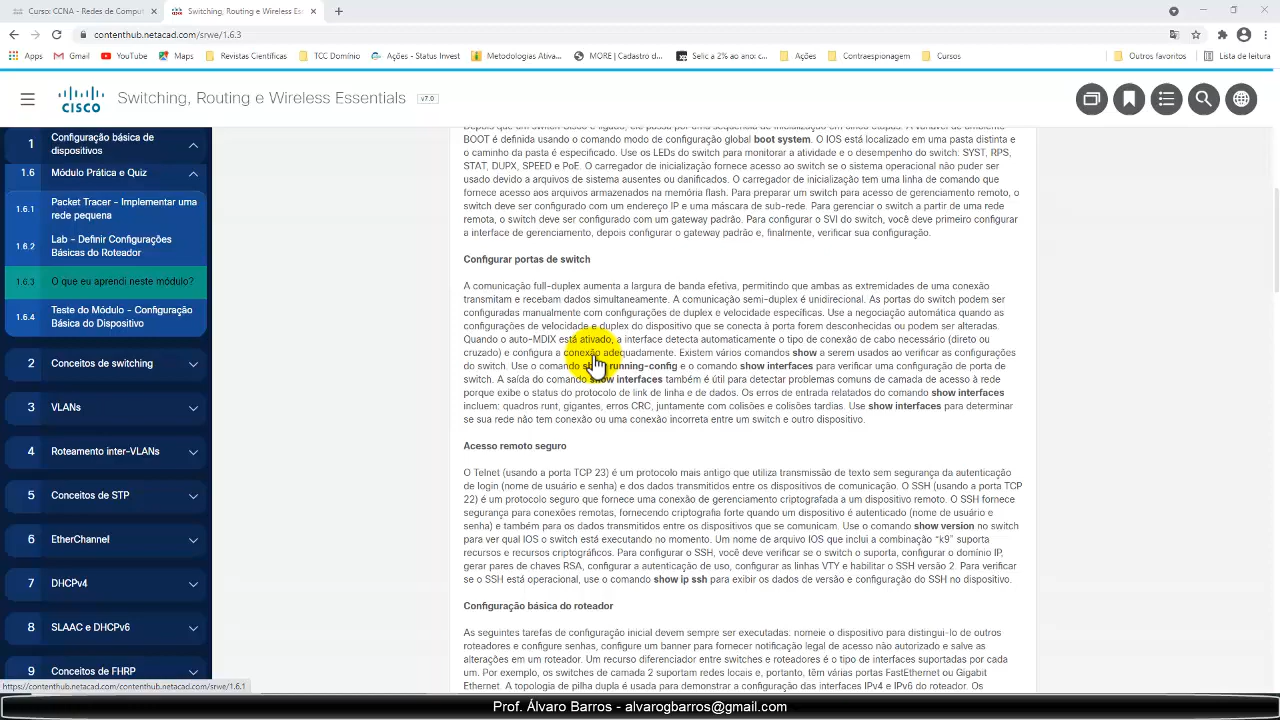 Curso: CCNA - Redes de Comput
Switching, Routing e Wireless Ess
contenthub.netacad.com/srwe/1.6.3
Apps
Gmail
YouTube
Maps
Revistas Científicas
TCC Domínio
Ações - Status Invest
Metodologias Ativa...
MORE | Cadastro d...
Selic a 2% ao ano: c...
Ações
Contraespionagem
Cursos
Outros favoritos
Lista de leitura
CISCO
Switching, Routing e Wireless Essentials
v7.0
1
Configuração básica de
dispositivos
1.6
Módulo Prática e Quiz
1.6.1
Packet Tracer - Implementar uma
rede pequena
1.6.2
Lab - Definir Configurações
Básicas do Roteador
1.6.3
O que eu aprendi neste módulo?
1.6.4
Teste do Módulo - Configuração
Básica do Dispositivo
2
Conceitos de switching
3
VLANs
4
Roteamento inter-VLANs
5
Conceitos de STP
6
EtherChannel
7
DHCPv4
8
SLAAC e DHCPv6
9
Conceitos de FHRP
https://contenthub.netacad.com/contenthub.netacad.com/srwe/1.6.1
Depois que um switch Cisco é ligado, ele passa por uma sequência de inicialização em cinco etapas. A variável de ambiente
BOOT é definida usando o comando modo de configuração global boot system. O IOS está localizado em uma pasta distinta e
o caminho da pasta é especificado. Use os LEDs do switch para monitorar a atividade e o desempenho do switch: SYST, RPS,
STAT, DUPX, SPEED e PoE. O carregador de inicialização fornece acesso ao switch se o sistema operacional não puder ser
usado devido a arquivos de sistema ausentes ou danificados. O carregador de inicialização tem uma linha de comando que
fornece acesso aos arquivos armazenados na memória flash. Para preparar um switch para acesso de gerenciamento remoto, o
switch deve ser configurado com um endereço IP e uma máscara de sub-rede. Para gerenciar o switch a partir de uma rede
remota, o switch deve ser configurado com um gateway padrão. Para configurar o SVI do switch, você deve primeiro configurar
a interface de gerenciamento, depois configurar o gateway padrão e, finalmente, verificar sua configuração.
Configurar portas de switch
A comunicação full-duplex aumenta a largura de banda efetiva, permitindo que ambas as extremidades de uma conexão
transmitam e recebam dados simultaneamente. A comunicação semi-duplex é unidirecional. As portas do switch podem ser
configuradas manualmente com configurações de duplex e velocidade específicas. Use a negociação automática quando as
configurações de velocidade e duplex do dispositivo que se conecta à porta forem desconhecidas ou podem ser alteradas.
Quando o auto-MDIX está ativado, a interface detecta automaticamente o tipo de conexão de cabo necessário (direto ou
cruzado) e configura a conexão adequadamente. Existem vários comandos show a serem usados ao verificar as configurações
do switch. Use o comando show running-config e o comando show interfaces para verificar uma configuração de porta de
switch. A saída do comando show interfaces também é útil para detectar problemas comuns de camada de acesso à rede
porque exibe o status do protocolo de link de linha e de dados. Os erros de entrada relatados do comando show interfaces
incluem: quadros runt, gigantes, erros CRC, juntamente com colisões e colisões tardias. Use show interfaces para determinar
se sua rede não tem conexão ou uma conexão incorreta entre um switch e outro dispositivo.
Acesso remoto seguro
O Telnet (usando a porta TCP 23) é um protocolo mais antigo que utiliza transmissão de texto sem segurança da autenticação
de login (nome de usuário e senha) e dos dados transmitidos entre os dispositivos de comunicação. O SSH (usando a porta TCP
22) é um protocolo seguro que fornece uma conexão de gerenciamento criptografada a um dispositivo remoto. O SSH fornece
segurança para conexões remotas, fornecendo criptografia forte quando um dispositivo é autenticado (nome de usuário e
senha) e também para os dados transmitidos entre os dispositivos que se comunicam. Use o comando show version no switch
para ver qual IOS o switch está executando no momento. Um nome de arquivo IOS que inclui a combinação "k9" suporta
recursos e recursos criptográficos. Para configurar o SSH, você deve verificar se o switch o suporta, configurar o domínio IP,
gerar pares de chaves RSA, configurar a autenticação de uso, configurar as linhas VTY e habilitar o SSH versão 2. Para verificar
se o SSH está operacional, use o comando show ip ssh para exibir os dados de versão e configuração do SSH no dispositivo.
Configuração básica do roteador
As seguintes tarefas de configuração inicial devem sempre ser executadas: nomeie o dispositivo para distingui-lo de outros
roteadores e configure senhas, configure um banner para fornecer notificação legal de acesso não autorizado e salve as
alterações em um roteador. Um recurso diferenciador entre switches e roteadores é o tipo de interfaces suportadas por cada
um. Por exemplo, os switches de camada 2 suportam redes locais e, portanto, têm várias portas FastEthernet ou Gigabit
Ethernet. A topologia de pilha dupla é usada para demonstrar a configuração das interfaces IPv4 e IPv6 do roteador. Os
Prof. Álvaro Barros - alvarogbarros@gmail.com